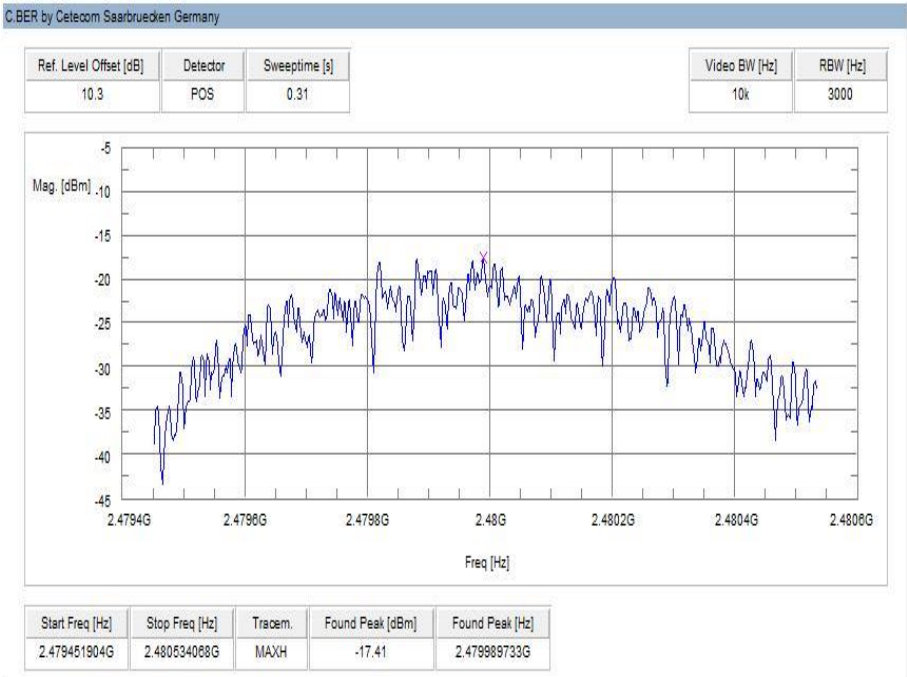 C.BER by Cetecom Saarbruecken Germany
Ref. Level Offset [dB] Detector Sweeptime [s] Video BW [Hz] RBW [Hz]
10.3 POS 0.31 10k 3000
-5
Mag. [dBm] -10
-15
-20
-25
-30
-35
-40
-45
2.4794G 2.4796G 2.4798G 2.48G 2.4802G 2.4804G 2.4806G
Freq [Hz]
Start Freq [Hz] Stop Freq [Hz] Tracem. Found Peak [dBm] Found Peak [Hz]
2.479451904G 2.480534068G MAXH -17.41 2.479989733G